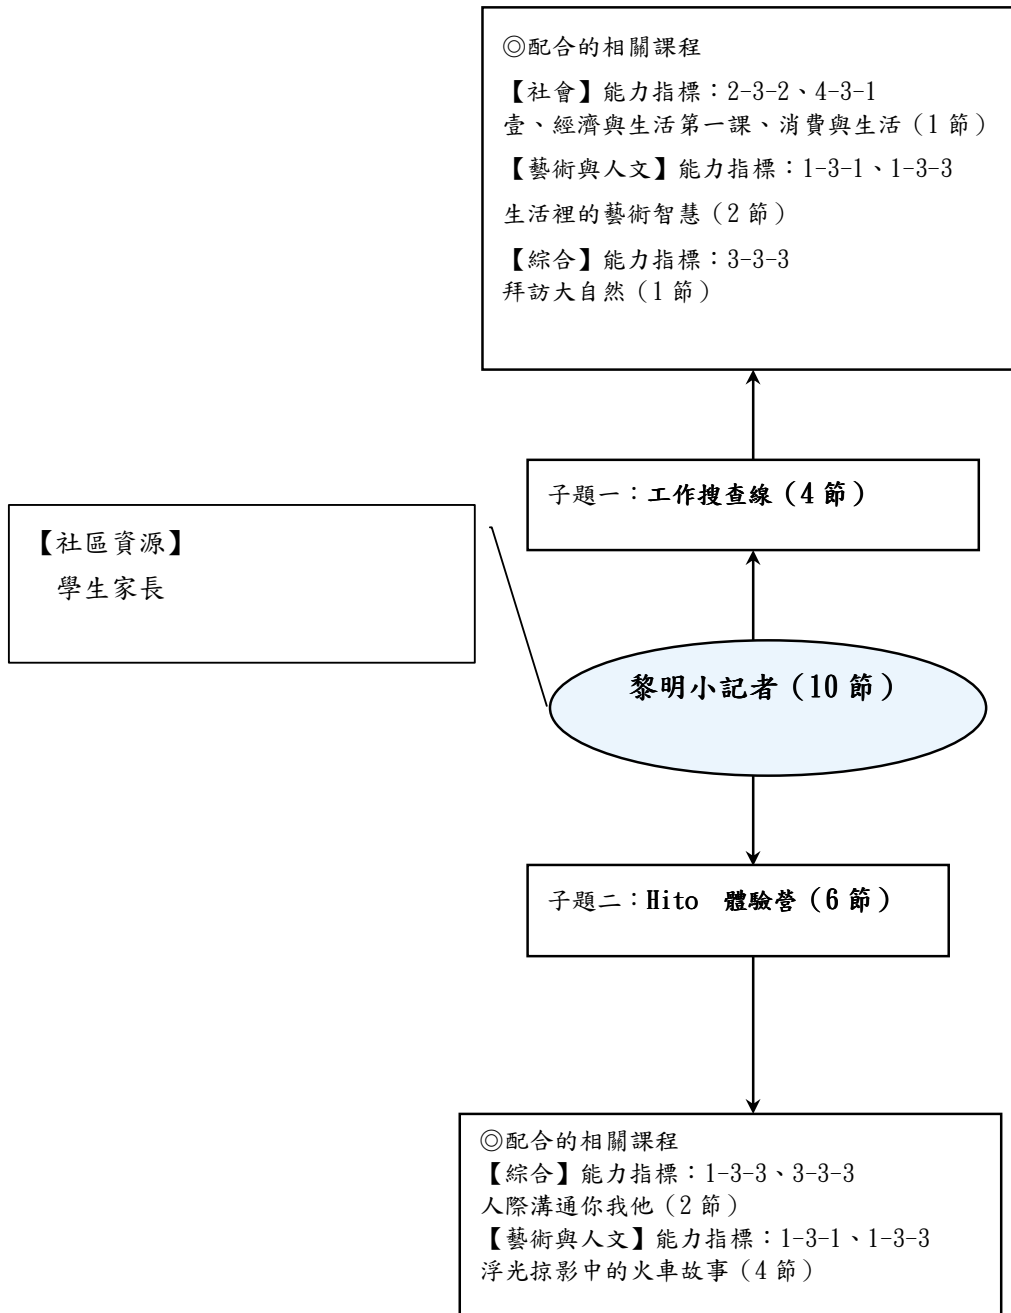 ◎配合的相關課程
【社會】能力指標：2-3-2、4-3-1
壹、經濟與生活第一課、消費與生活（1 節）
【藝術與人文】能力指標：1-3-1、1-3-3
生活裡的藝術智慧（2 節）
【綜合】能力指標：3-3-3
拜訪大自然（1 節）
子題一：工作搜查線（4 節）
【社區資源】
學生家長
黎明小記者（10 節）
子題二：Hito　體驗營（6 節）
◎配合的相關課程
【綜合】能力指標：1-3-3、3-3-3
人際溝通你我他（2 節）
【藝術與人文】能力指標：1-3-1、1-3-3
浮光掠影中的火車故事（4 節）